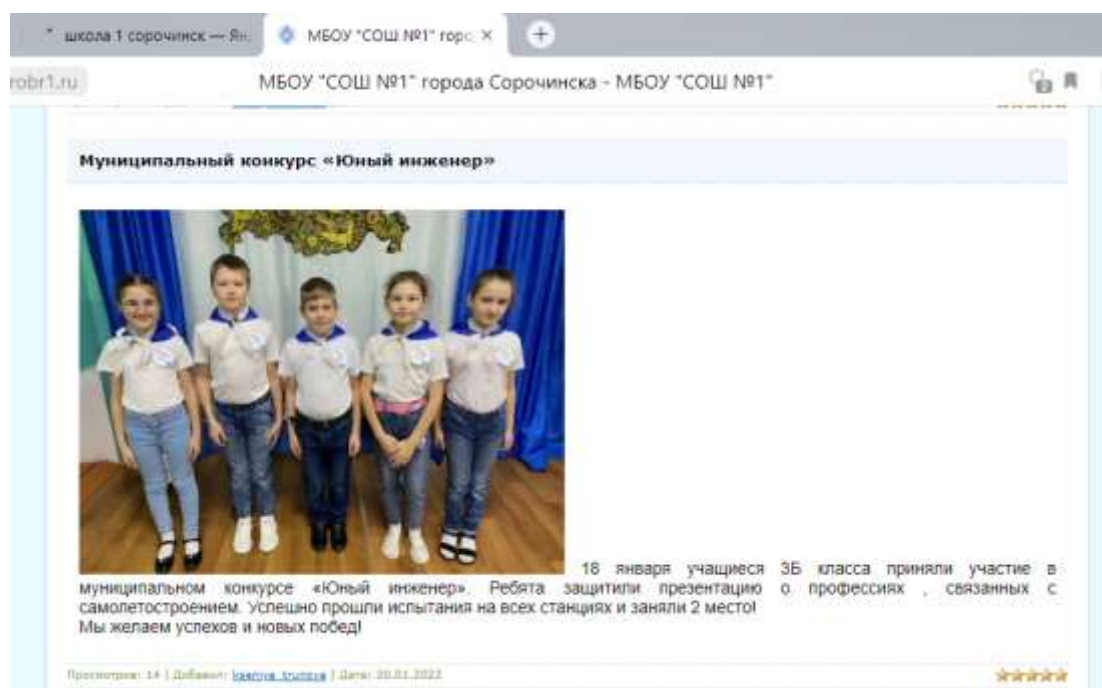 школа 1 сорочинск — Ян
МБОУ "СОШ №1" горо
robr1.ru
МБОУ "СОШ №1" города Сорочинска - МБОУ "СОШ №1"
2
Муниципальный конкурс «Юный инженер»
18 января учащиеся 3Б класса приняли участие в
муниципальном конкурсе «Юный инженер». Ребята защитили презентацию о профессиях , связанных с
самолетостроением. Успешно прошли испытания на всех станциях и заняли 2 место!
Мы желаем успехов и новых побед!
Просмотров: 14 | Добавил: | Дата: 20.01.2022